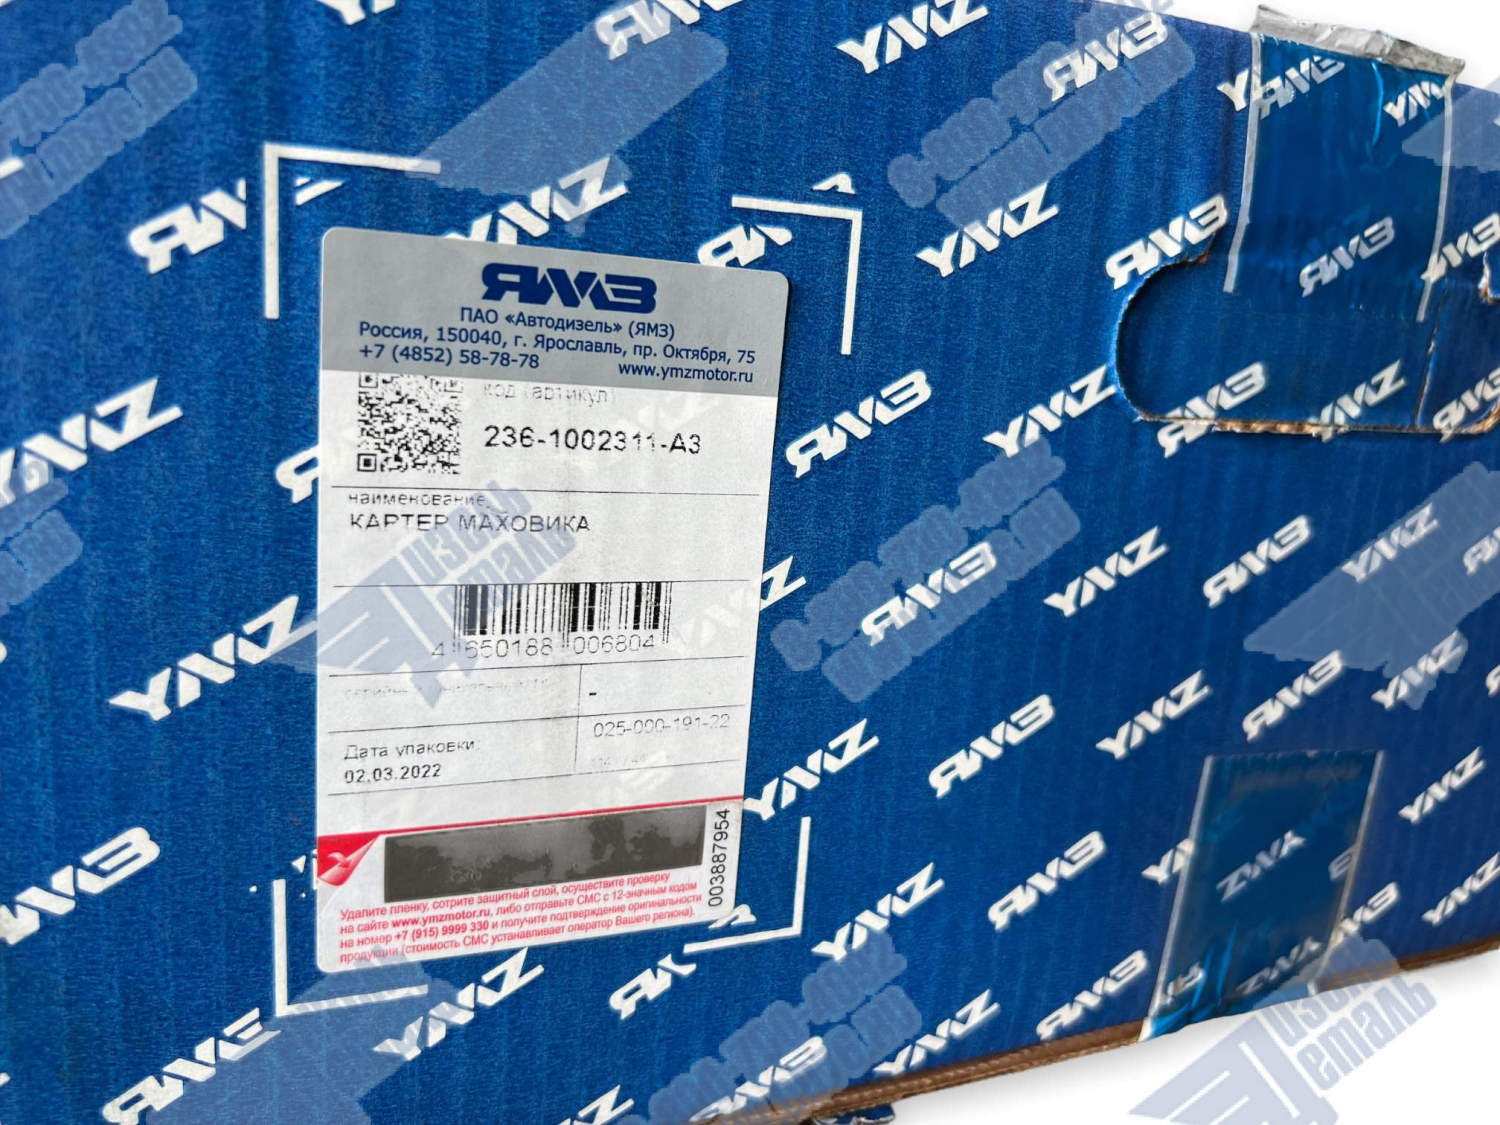 ЯМЗ
ПАО «Автодизель» (ЯМЗ)
Россия, 150040, г. Ярославль, пр. Октября, 75
+7 (4852) 58-78-78
www.ymzmotor.ru
код (артикул)
236-1002311-А3
наименование:
КАРТЕР МАХОВИКА
4 650188 006804
-
025-000-191-22
Дата упаковки:
02.03.2022
003887954
Удалите пленку, сотрите защитный слой, осуществите проверку
на сайте www.ymzmotor.ru, либо отправьте СМС с 12-значным кодом
на номер +7 (915) 9999 330 и получите подтверждение оригинальности
продукции (стоимость СМС устанавливает оператор Вашего региона).
YMZ
ЯМЗ
Дизель
Деталь